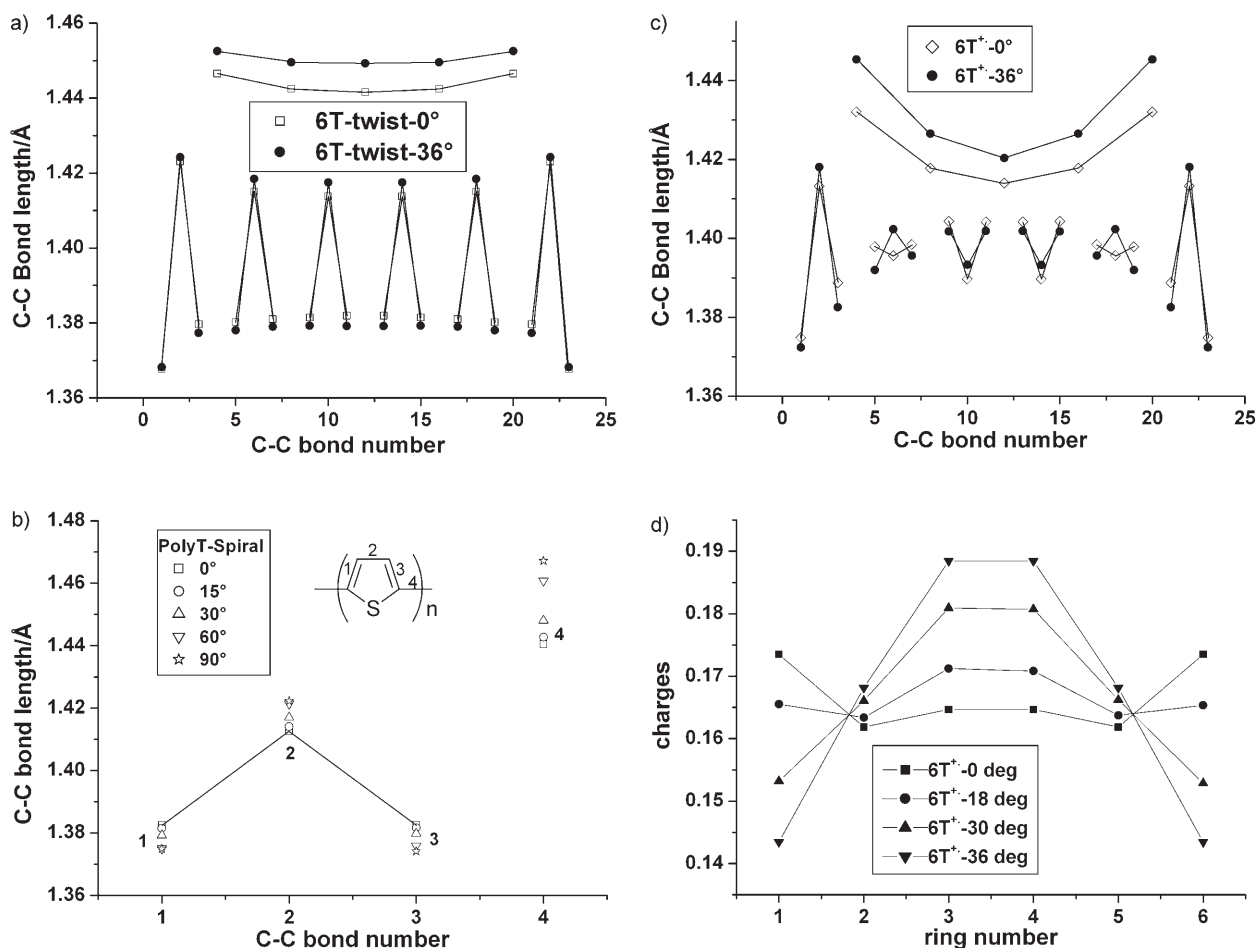 a)
C-C Bond length/Å
1.46
1.44
1.42
1.40
1.38
1.36
6T-twist-0°
6T-twist-36°
0 5 10 15 20 25
C-C bond number
c)
C-C Bond length/Å
1.44
1.42
1.40
1.38
1.36
6T⁺·-0°
6T⁺·-36°
0 5 10 15 20 25
C-C bond number
b)
C-C bond length/Å
1.48
1.46
1.44
1.42
1.40
1.38
1.36
PolyT-Spiral
0°
15°
30°
60°
90°
1 2 3 4
S
n
1
2
3
4
1 2 3 4
C-C bond number
d)
charges
0.19
0.18
0.17
0.16
0.15
0.14
6T⁺·-0 deg
6T⁺·-18 deg
6T⁺·-30 deg
6T⁺·-36 deg
1 2 3 4 5 6
ring number